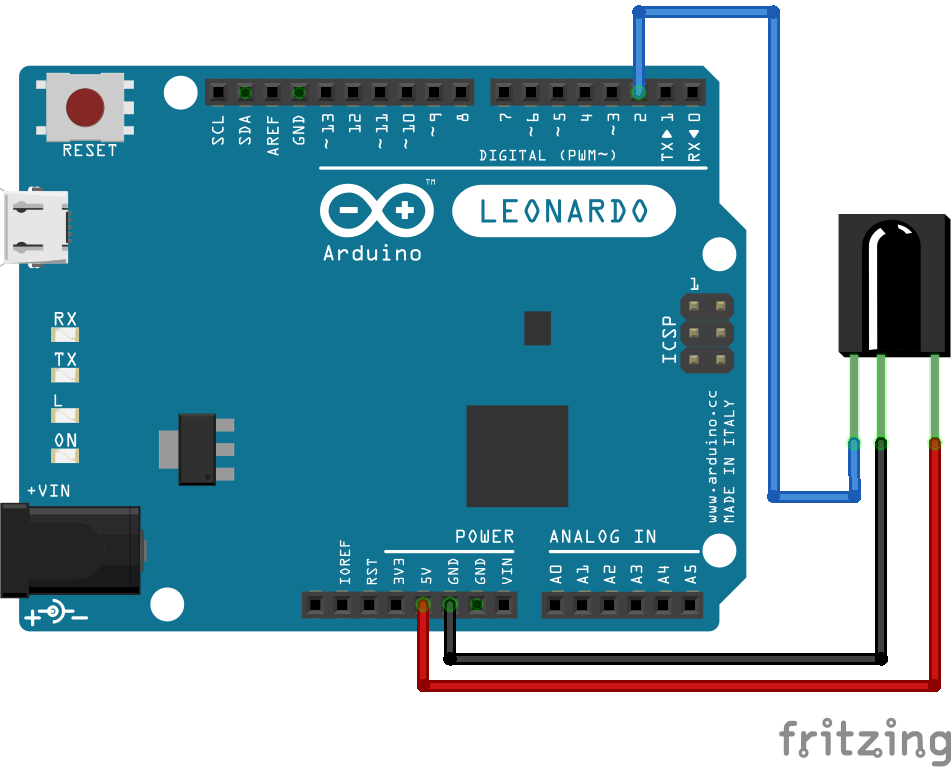 SCL
SDA
AREF
GND
~13
12
~11
~10
~9
8
7
~6
~5
4
~3
2
TX▶1
RX◀0
RESET
DIGITAL (PWM~)
TM
LEONARDO
Arduino
1
ICSP
RX
TX
L
ON
www.arduino.cc
MADE IN ITALY
+VIN
POWER
ANALOG IN
IOREF
RST
3V3
5V
GND
GND
VIN
A0
A1
A2
A3
A4
A5
fritzing